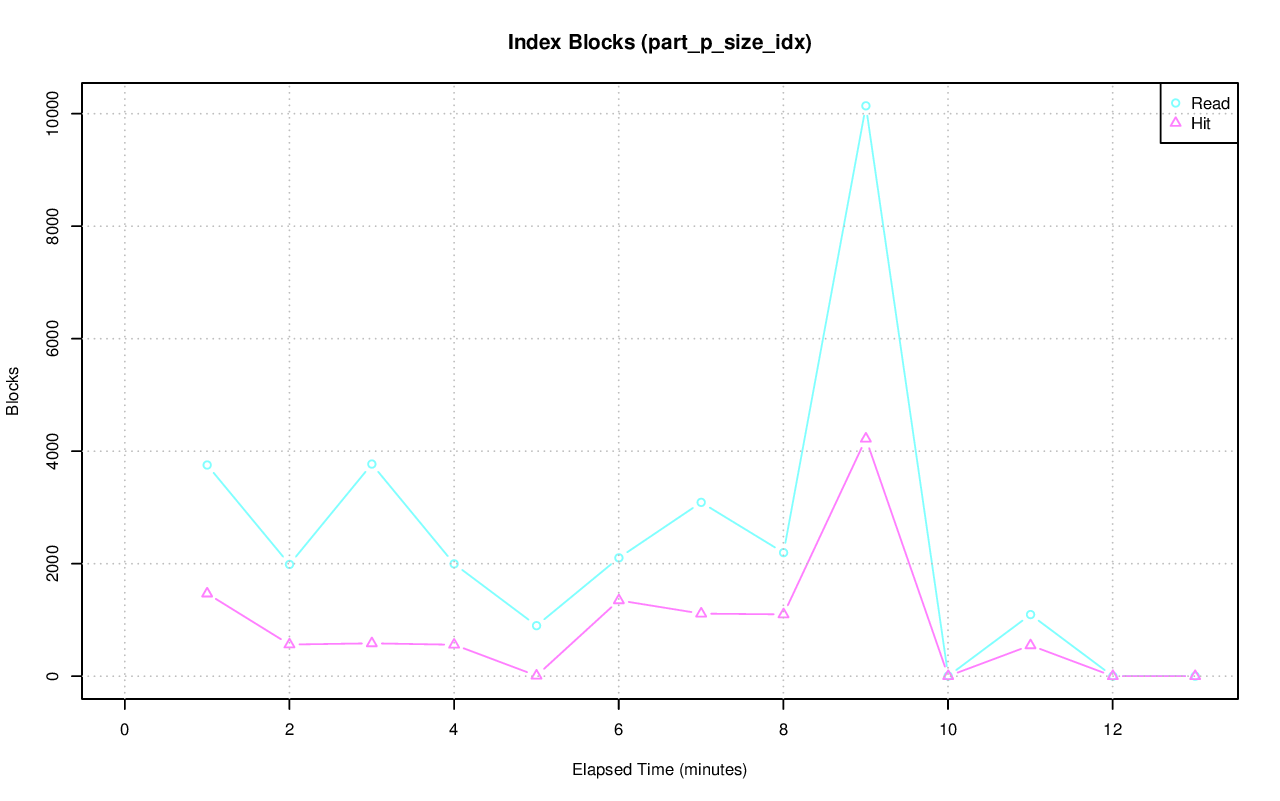 Index Blocks (part_p_size_idx)
Read
Hit
10000
8000
6000
4000
2000
0
Blocks
0 2 4 6 8 10 12
Elapsed Time (minutes)